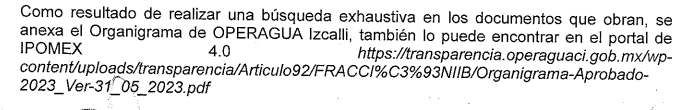 Como resultado de realizar una búsqueda exhaustiva en los documentos que obran, se
anexa el Organigrama de OPERAGUA Izcalli, también lo puede encontrar en el portal de
IPOMEX 4.0 https://transparencia.operaguaci.gob.mx/wp-
content/uploads/transparencia/Articulo92/FRACCI%C3%93NIIB/Organigrama-Aprobado-
2023_Ver-31_05_2023.pdf